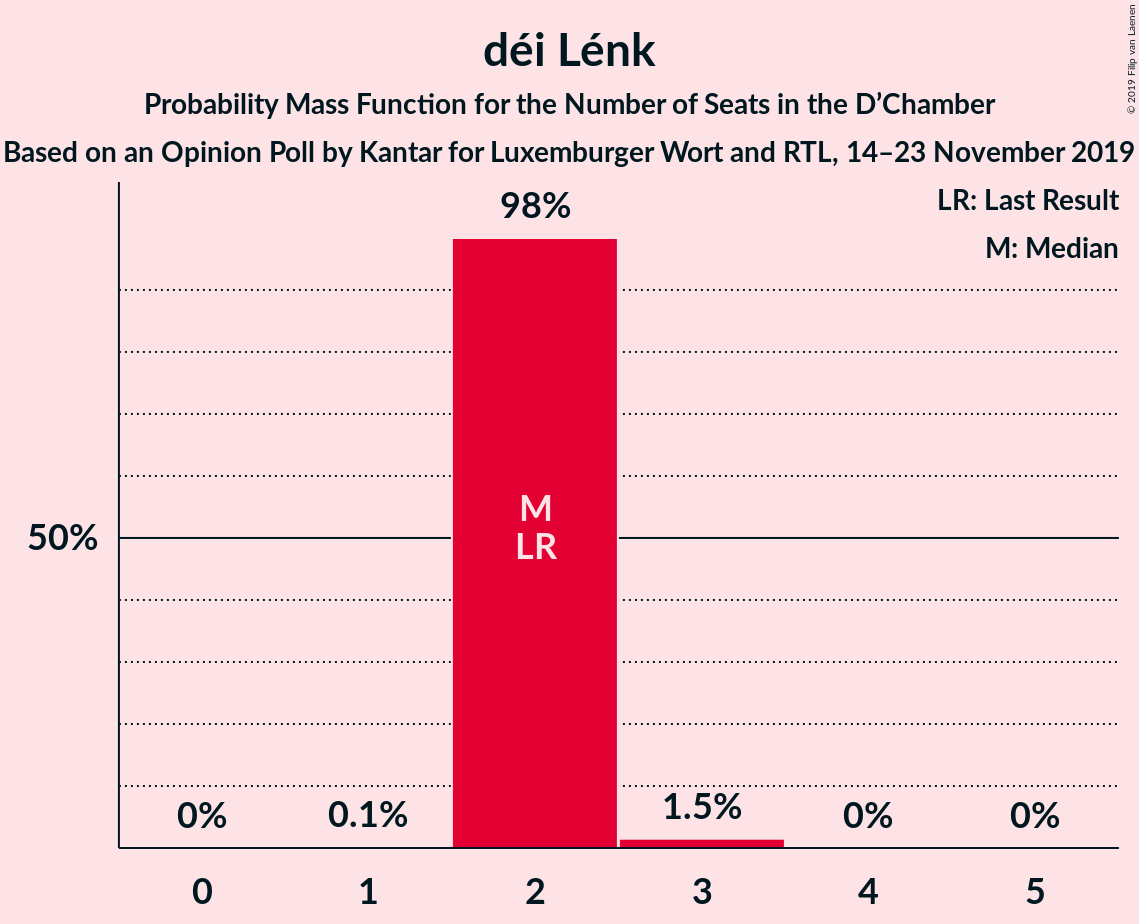 déi Lénk
Probability Mass Function for the Number of Seats in the D’Chamber
Based on an Opinion Poll by Kantar for Luxemburger Wort and RTL, 14–23 November 2019
© 2019 Filip van Laenen
LR: Last Result
M: Median
98%
M
LR
50%
0%
0.1%
1.5%
0%
0%
0
1
2
3
4
5